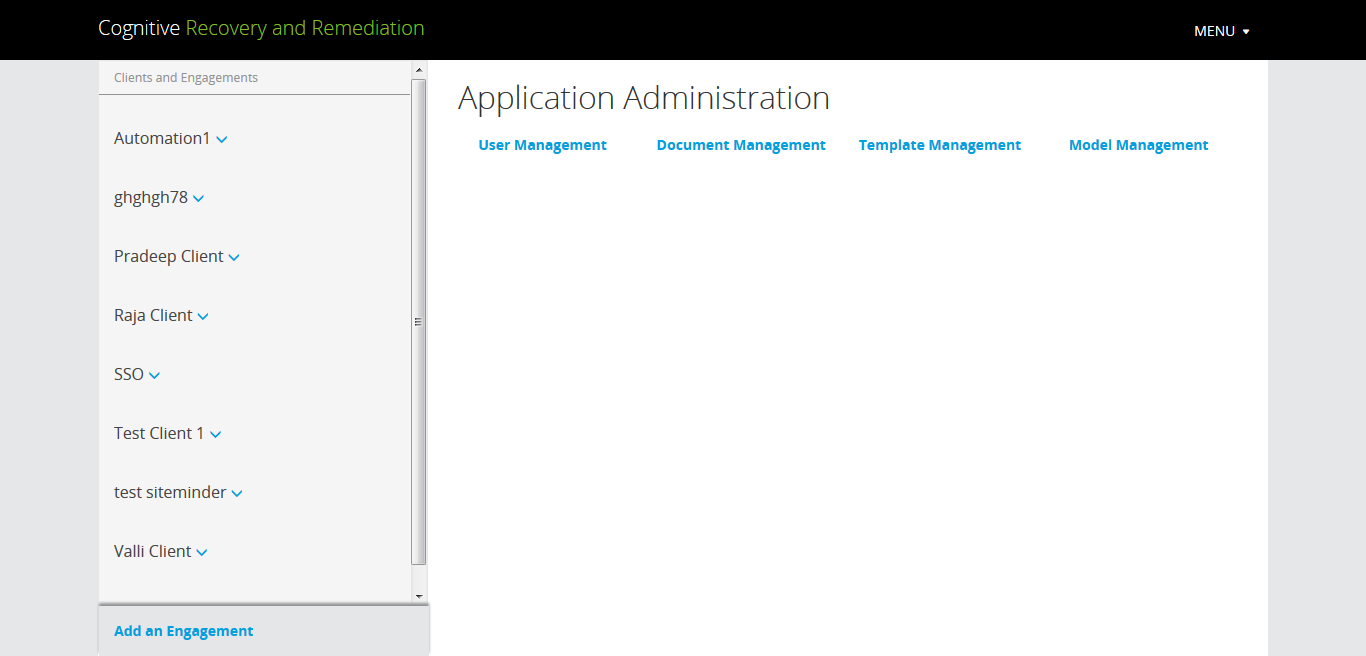 Cognitive Recovery and Remediation
MENU
Clients and Engagements
Automation1
ghghgh78
Pradeep Client
Raja Client
SSO
Test Client 1
test siteminder
Valli Client
Add an Engagement
Application Administration
User Management Document Management Template Management Model Management